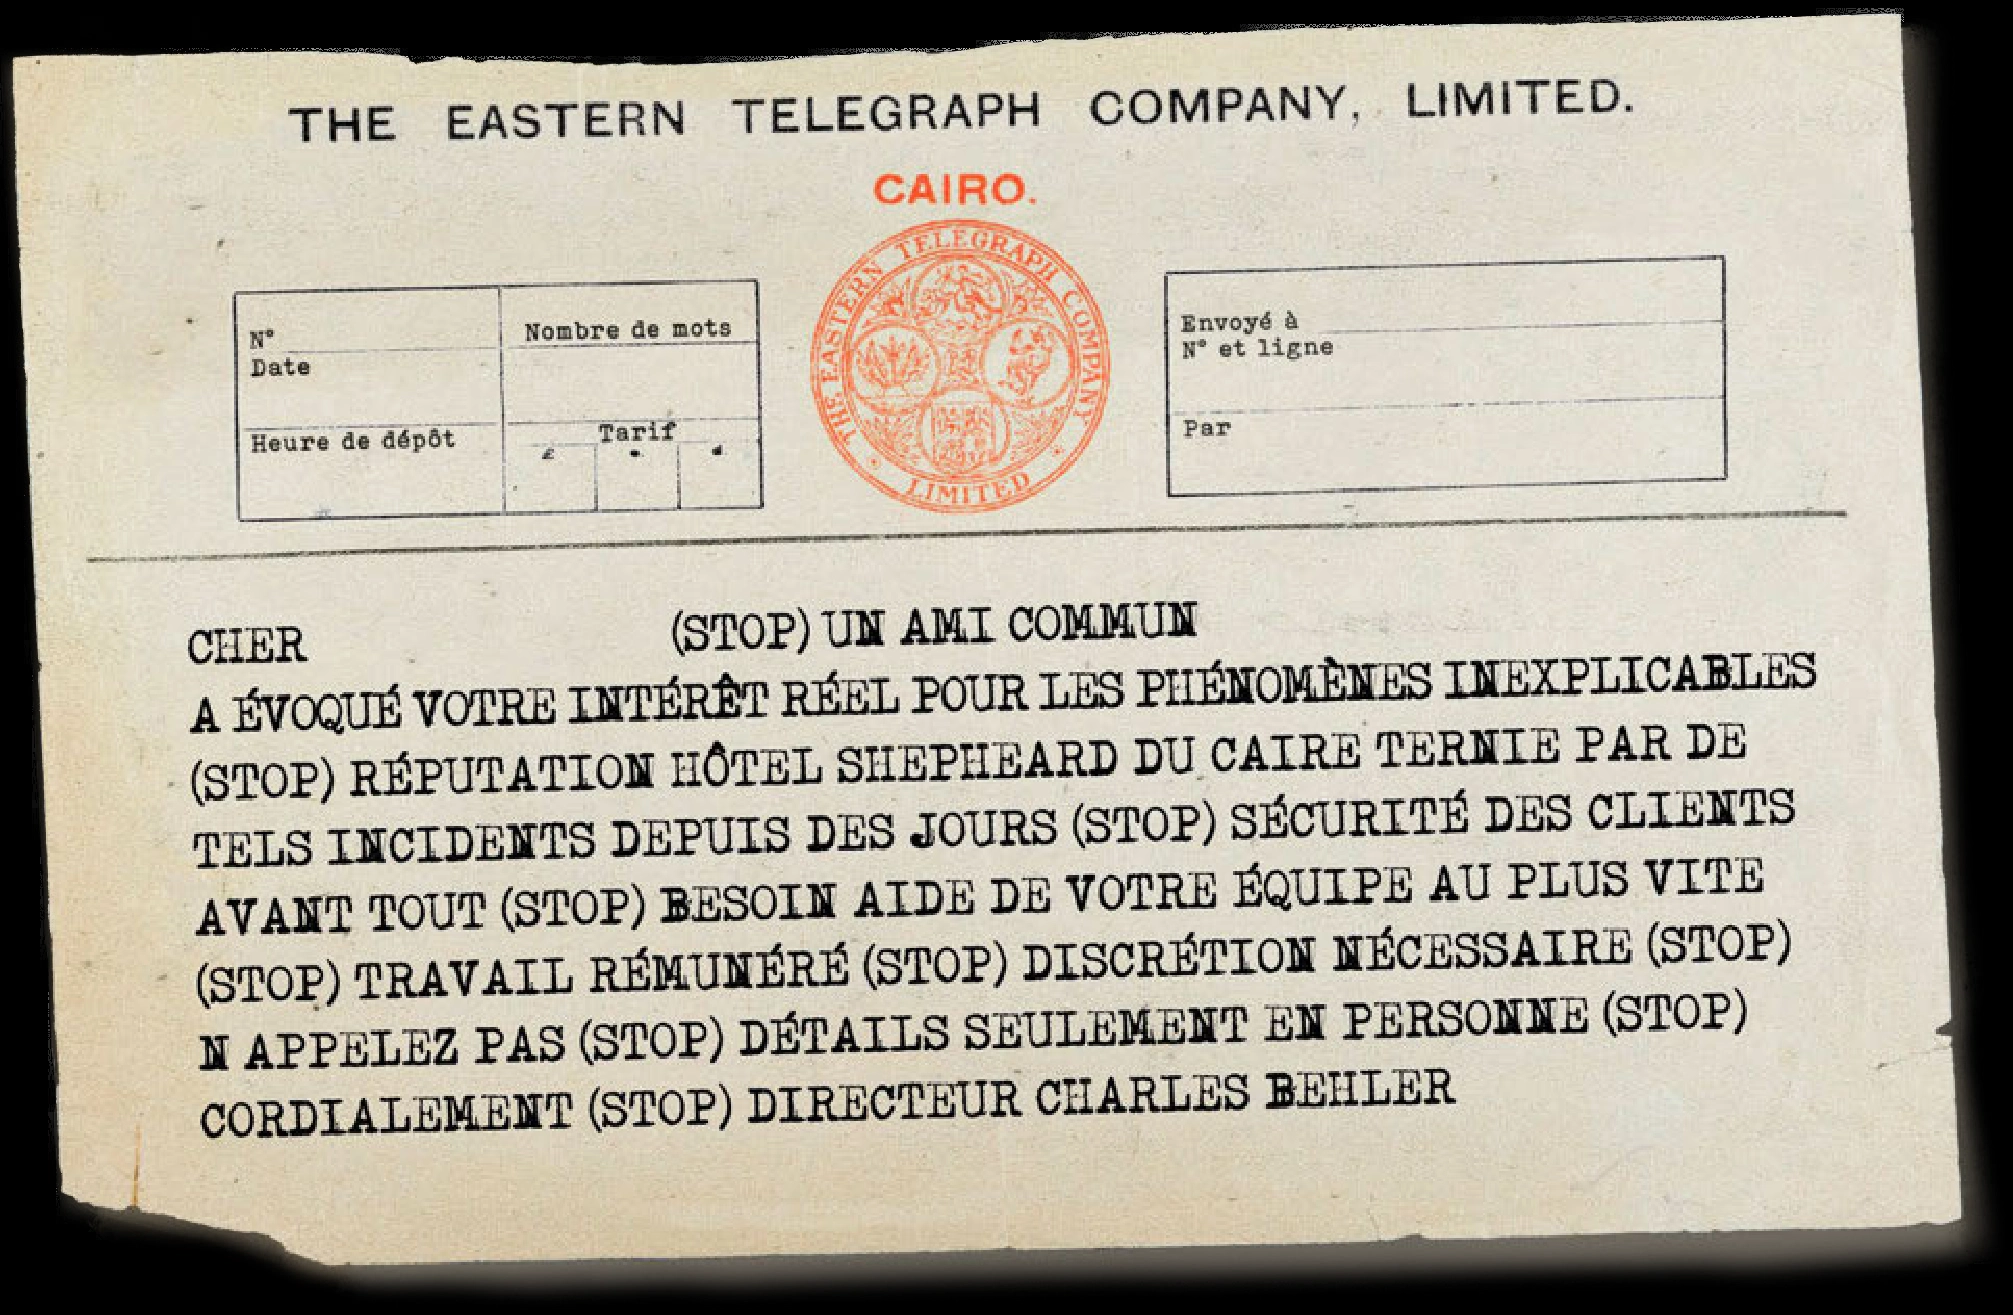 THE EASTERN TELEGRAPH COMPANY, LIMITED.
CAIRO.
THE EASTERN TELEGRAPH COMPANY
LIMITED
N°
Date
Heure de dépôt
Nombre de mots
Tarif
£
Envoyé à
N° et ligne
Par
CHER (STOP) UN AMI COMMUN
A ÉVOQUÉ VOTRE INTÉRÊT RÉEL POUR LES PHÉNOMÈNES INEXPLICABLES
(STOP) RÉPUTATION HÔTEL SHEPHEARD DU CAIRE TERNIE PAR DE
TELS INCIDENTS DEPUIS DES JOURS (STOP) SÉCURITÉ DES CLIENTS
AVANT TOUT (STOP) BESOIN AIDE DE VOTRE ÉQUIPE AU PLUS VITE
(STOP) TRAVAIL RÉMUNÉRÉ (STOP) DISCRÉTION NÉCESSAIRE (STOP)
N APPELEZ PAS (STOP) DÉTAILS SEULEMENT EN PERSONNE (STOP)
CORDIALEMENT (STOP) DIRECTEUR CHARLES BEHLER